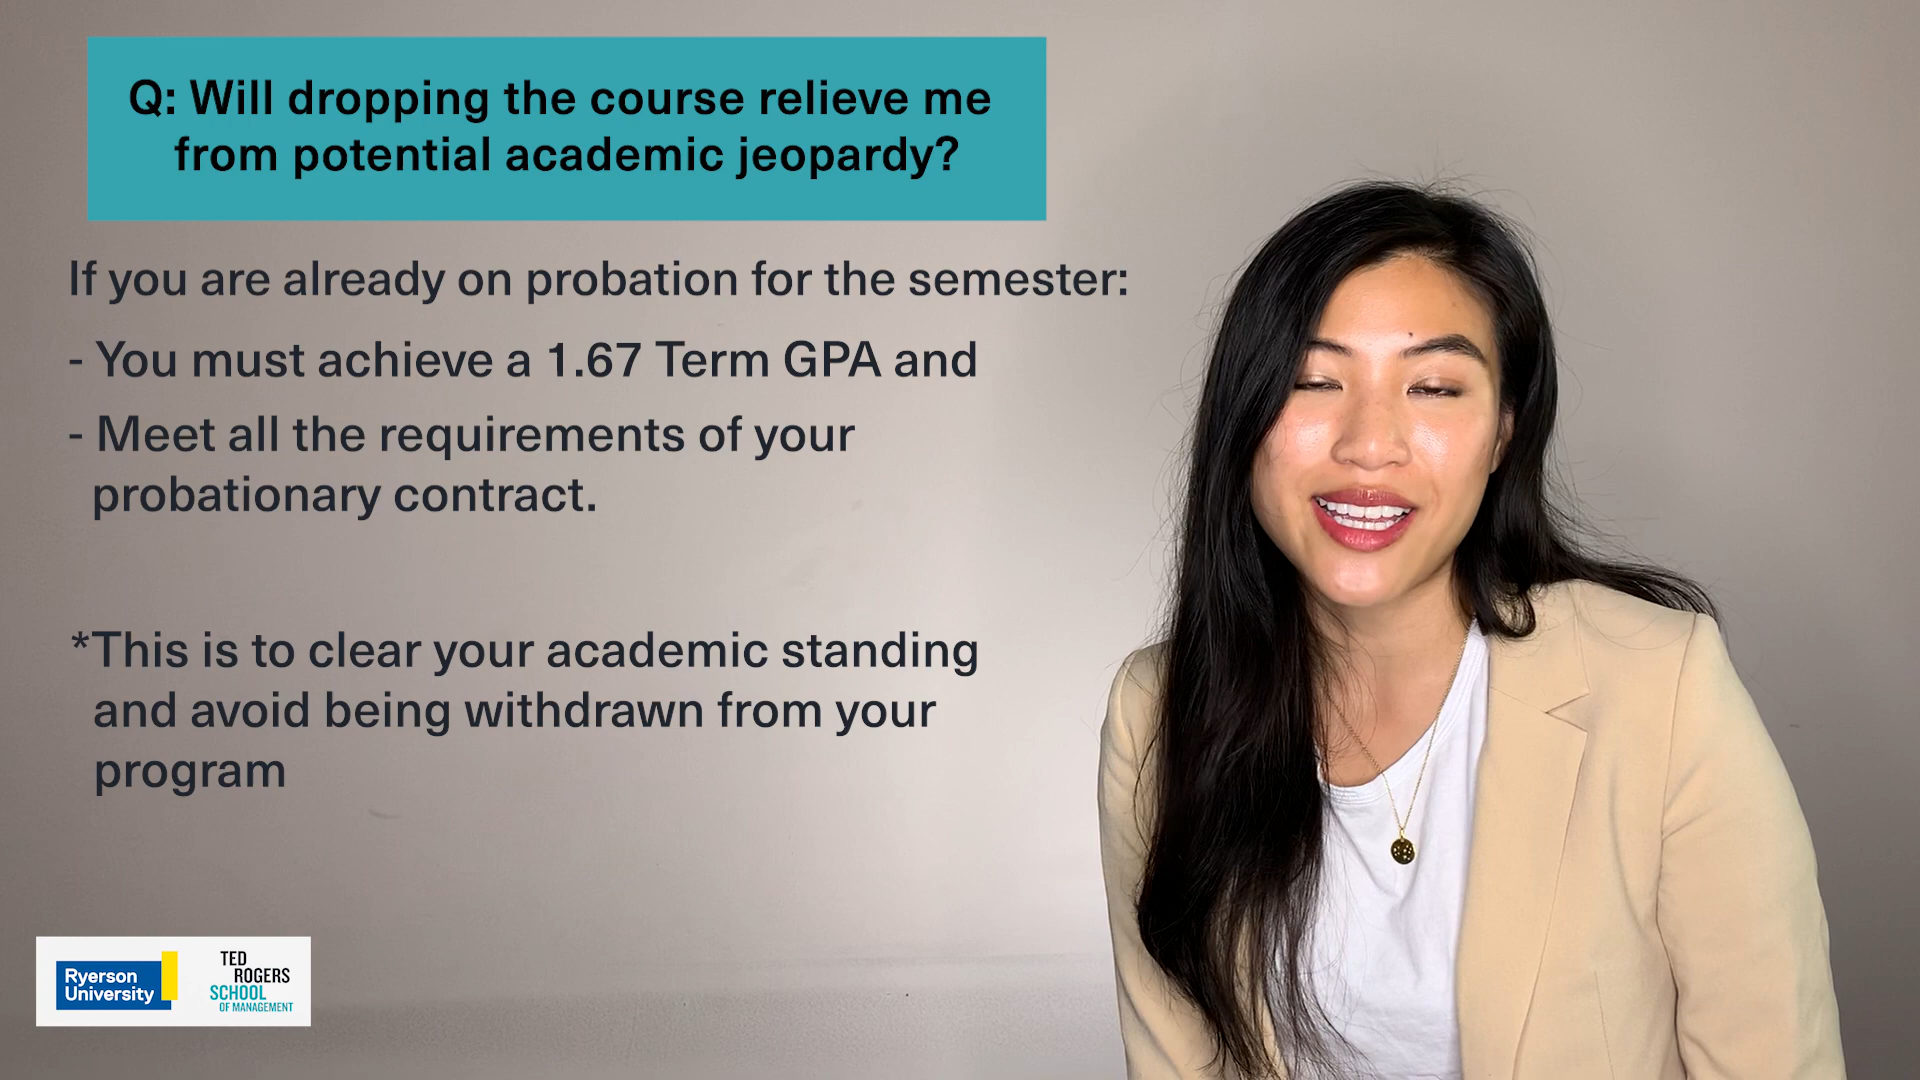 Q: Will dropping the course relieve me
from potential academic jeopardy?
If you are already on probation for the semester:
- You must achieve a 1.67 Term GPA and
- Meet all the requirements of your
probationary contract.
*This is to clear your academic standing
and avoid being withdrawn from your
program
Ryerson
University
TED
ROGERS
SCHOOL
OF MANAGEMENT